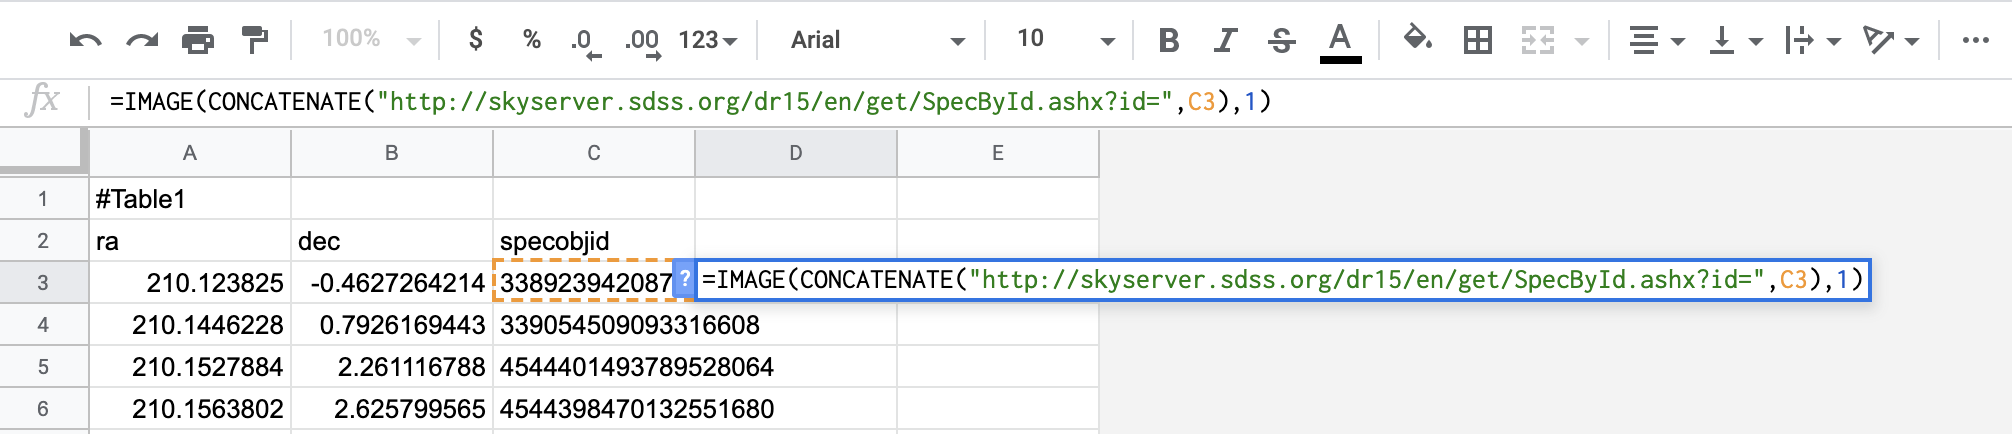 100% $ % .0 .00 123 Arial 10 B I S A
fx =IMAGE(CONCATENATE("http://skyserver.sdss.org/dr15/en/get/SpecById.ashx?id=",C3),1)
A B C D E
1 #Table1
2 ra dec specobjid
3 210.123825 -0.4627264214 338923942087 ? =IMAGE(CONCATENATE("http://skyserver.sdss.org/dr15/en/get/SpecById.ashx?id=",C3),1)
4 210.1446228 0.7926169443 339054509093316608
5 210.1527884 2.261116788 4544401493789528064
6 210.1563802 2.625799565 4544398470132551680